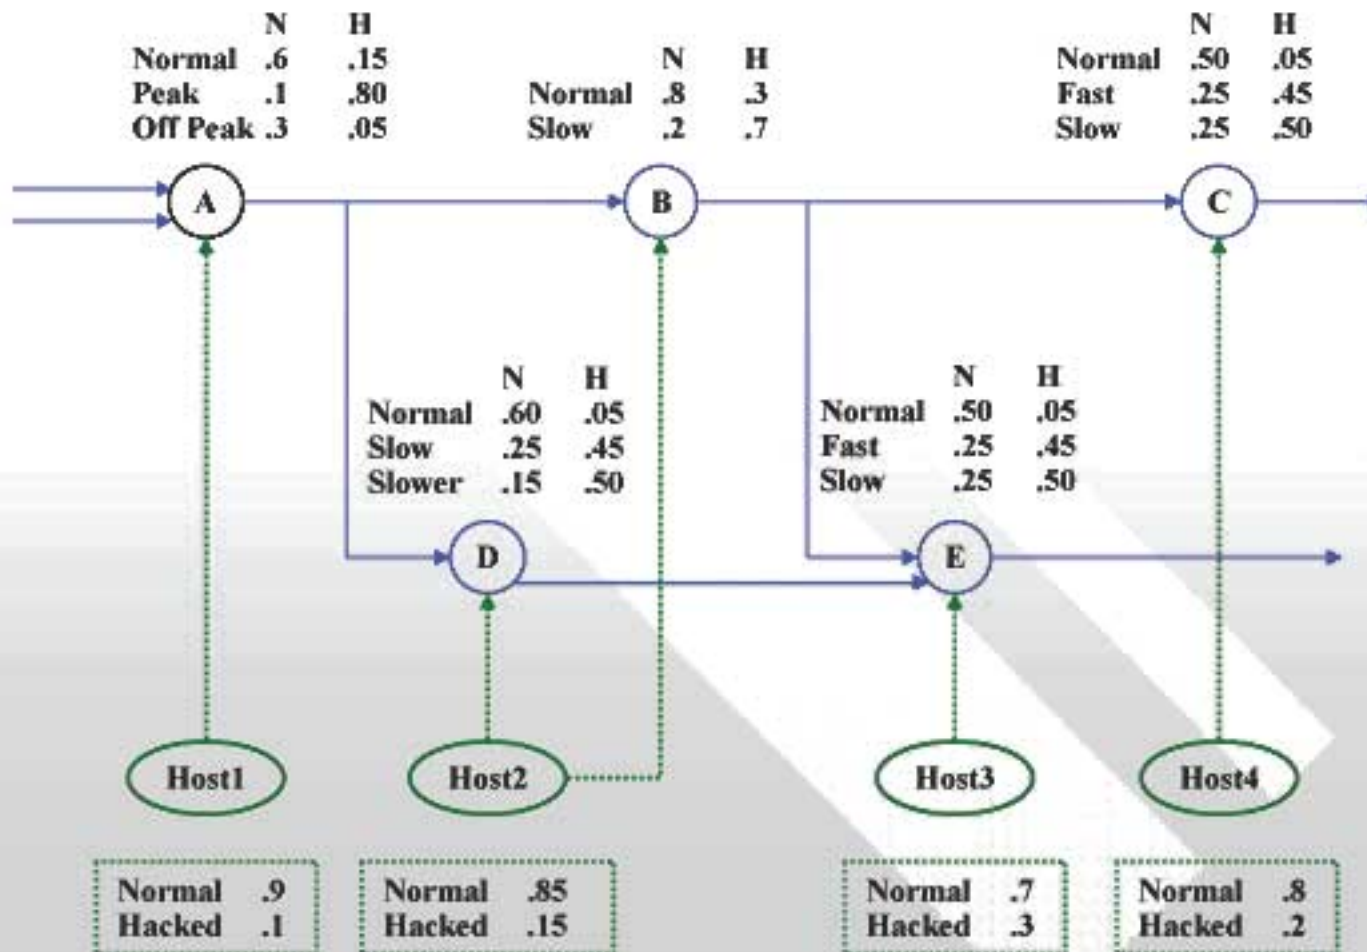 N H
Normal .6 .15
Peak .1 .80
Off Peak .3 .05
N H
Normal .8 .3
Slow .2 .7
N H
Normal .50 .05
Fast .25 .45
Slow .25 .50
A
B
C
N H
Normal .60 .05
Slow .25 .45
Slower .15 .50
N H
Normal .50 .05
Fast .25 .45
Slow .25 .50
D
E
Host1
Host2
Host3
Host4
Normal .9
Hacked .1
Normal .85
Hacked .15
Normal .7
Hacked .3
Normal .8
Hacked .2